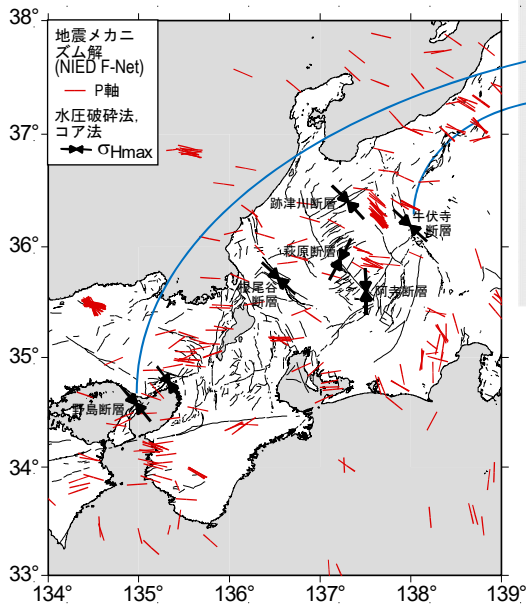 38°
地震メカニ
ズム解
(NIED F-Net)
P軸
水圧破砕法,
コア法
σHmax
37°
跡津川断層
牛伏寺
断層
萩原断層
36°
根尾谷
断層
阿寺断層
35°
野島断層
34°
33°
134° 135° 136° 137° 138° 139°